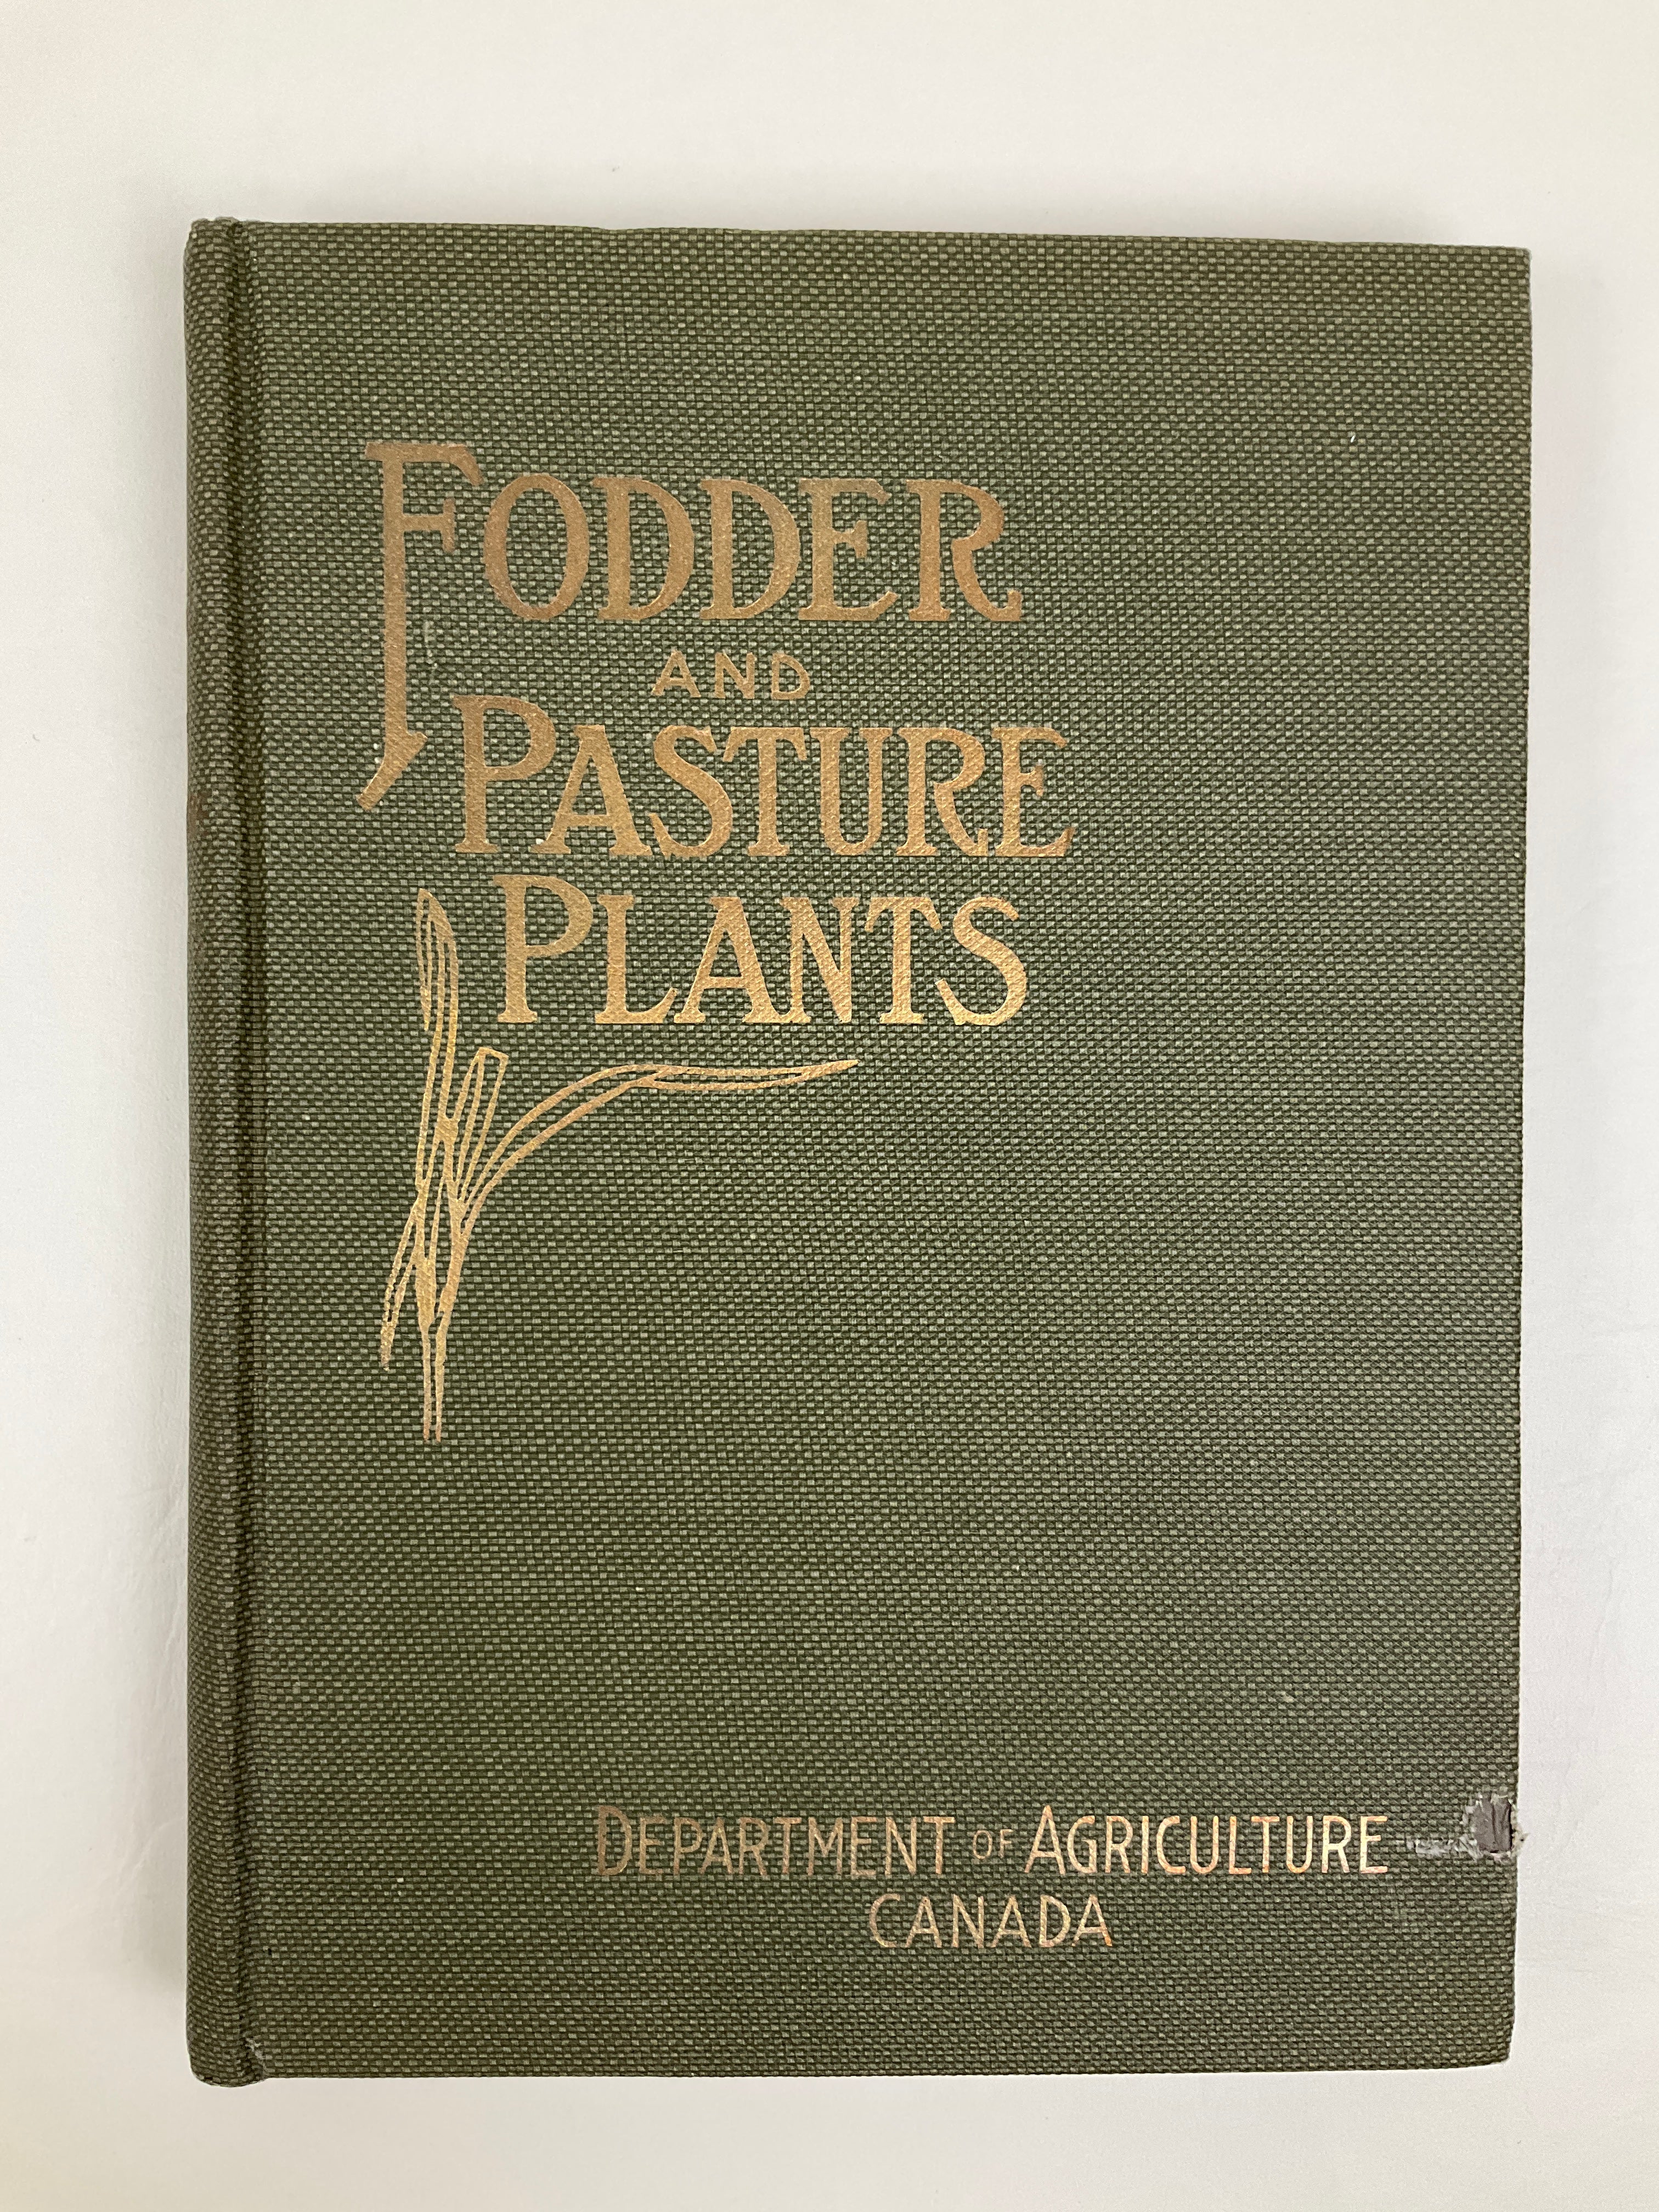 FODDER
AND
PASTURE
PLANTS
DEPARTMENT OF AGRICULTURE
CANADA